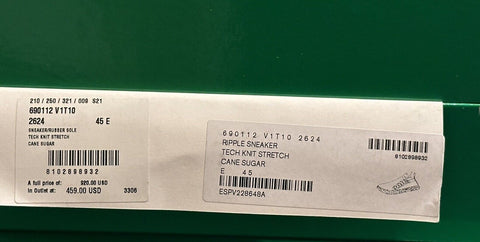 210 / 250 / 321 / 009 S21
690112 V1T10
2624 45 E
SNEAKER/RUBBER SOLE
TECH KNIT STRETCH
CANE SUGAR
8102898932
A full price of: 920.00 USD
In Outlet at: 459.00 USD 3306
690112 V1T10 2624
RIPPLE SNEAKER
TECH KNIT STRETCH
CANE SUGAR
E 45
ESPV228648A
8102898932